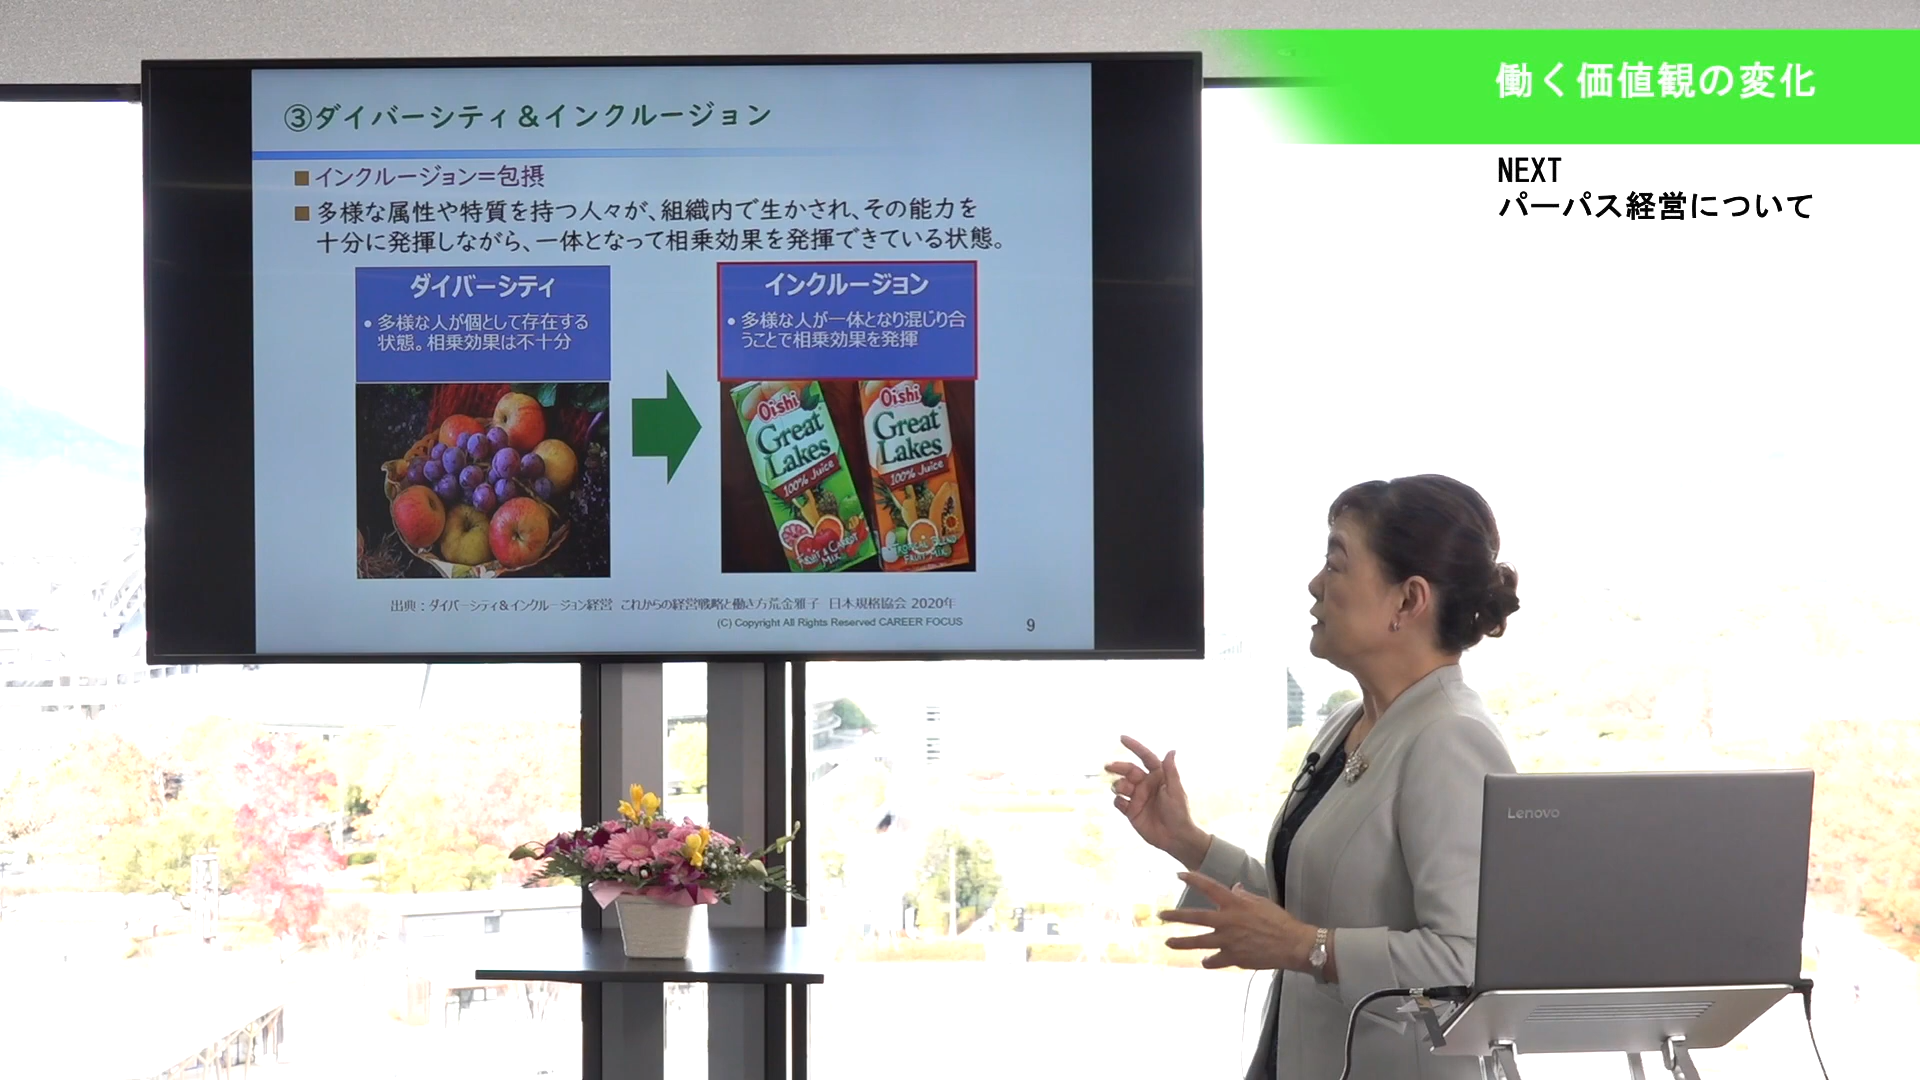 働く価値観の変化
NEXT
パーパス経営について
③ダイバーシティ&インクルージョン
■インクルージョン=包摂
■多様な属性や特質を持つ人々が、組織内で生かされ、その能力を
十分に発揮しながら、一体となって相乗効果を発揮できている状態。
ダイバーシティ
• 多様な人が個として存在する
状態。相乗効果は不十分
インクルージョン
• 多様な人が一体となり混じり合
うことで相乗効果を発揮
Oishi
Great
Lakes
100% Juice
FRUIT & CARROT
MIX
Oishi
Great
Lakes
100% Juice
TROPICAL BLEND
FRUIT MIX
出典:ダイバーシティ&インクルージョン経営 これからの経営戦略と働き方荒金雅子 日本規格協会 2020年
(C) Copyright All Rights Reserved CAREER FOCUS
9
Lenovo